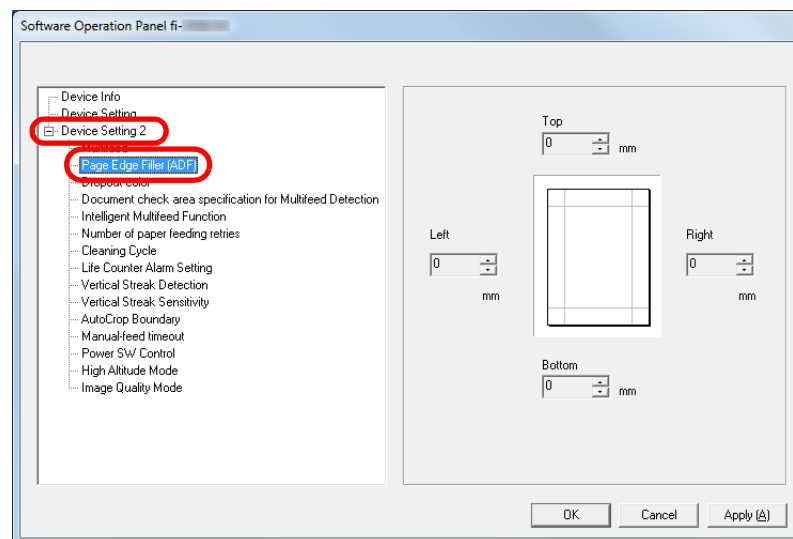 Software Operation Panel fi-
Device Info
Device Setting
Device Setting 2
Page Edge Filler (ADF)
Dropout color
Document check area specification for Multifeed Detection
Intelligent Multifeed Function
Number of paper feeding retries
Cleaning Cycle
Life Counter Alarm Setting
Vertical Streak Detection
Vertical Streak Sensitivity
AutoCrop Boundary
Manual-feed timeout
Power SW Control
High Altitude Mode
Image Quality Mode
Top
0 mm
Left
0
mm
Right
0
mm
Bottom
0 mm
OK Cancel Apply (A)